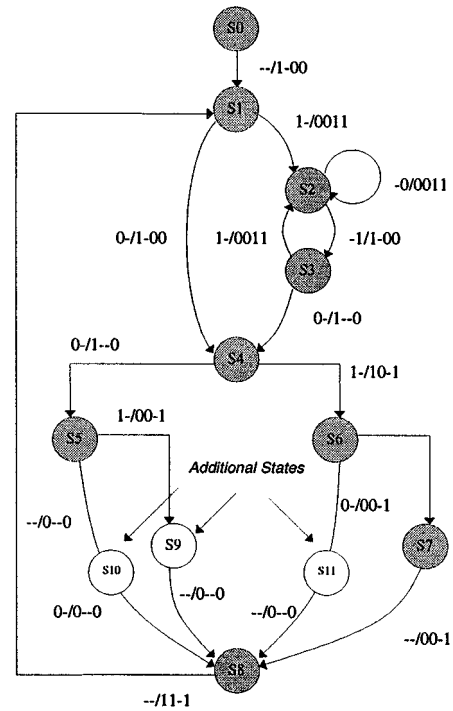 S0
--/1-00
S1
1-/0011
S2
-0/0011
0-/1-00
1-/0011
-1/1-00
S3
0-/1--0
0-/1--0
S4
1-/10-1
S5
1-/00-1
S6
Additional States
--/0--0
S9
0-/00-1
S7
S10
S11
0-/0--0
--/0--0
--/0--0
--/00-1
S8
--/11-1